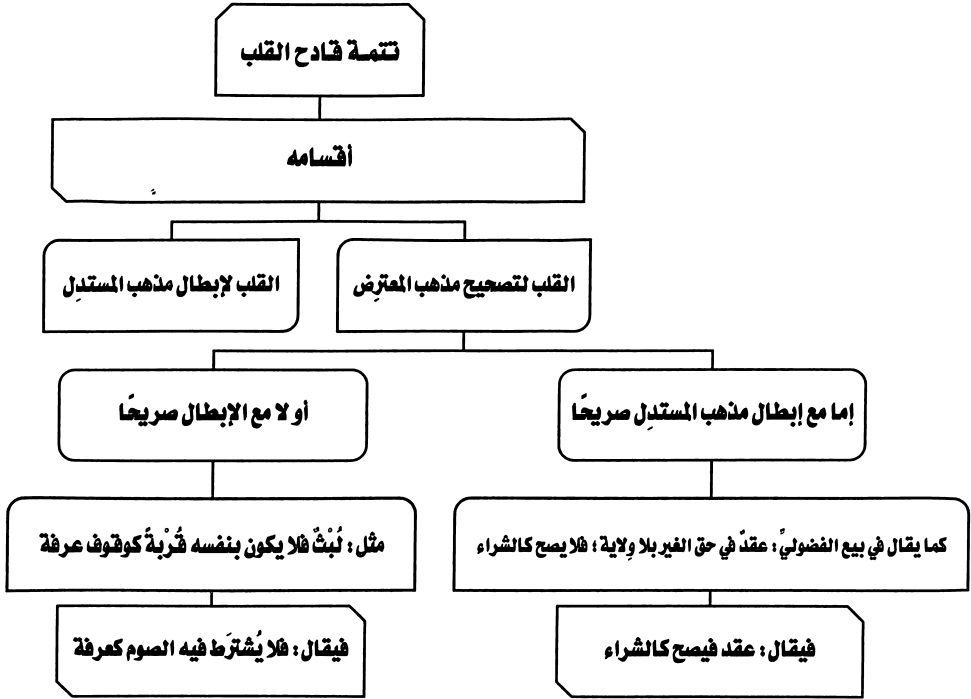 تتمة قادح القلب
أقسامه
القلب لتصحيح مذهب المعترِض
القلب لإبطال مذهب المستدِل
إما مع إبطال مذهب المستدِل صريحًا
أو لا مع الإبطال صريحًا
كما يقال في بيع الفضوليِّ: عقدٌ في حق الغير بلا وِلاية؛ فلا يصح كالشراء
مثل: لُبْثٌ فلا يكون بنفسه قُرْبةً كوقوف عرفة
فيقال: عقد فيصح كالشراء
فيقال: فلا يُشترَط فيه الصوم كعرفة